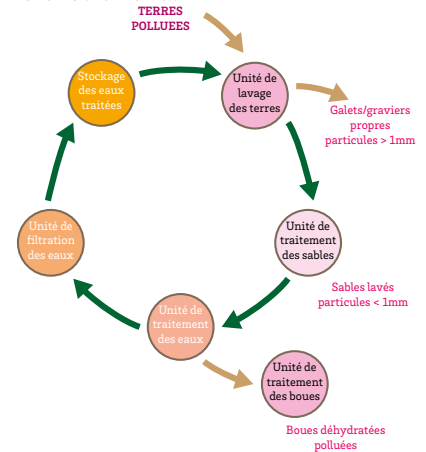 TERRES
POLLUEES
Stockage
des eaux
traitées
Unité de
lavage
des terres
Galets/graviers
propres
particules > 1mm
Unité de
filtration
des eaux
Unité de
traitement
des sables
Sables lavés
particules < 1mm
Unité de
traitement
des eaux
Unité de
traitement
des boues
Boues déhydratées
polluées